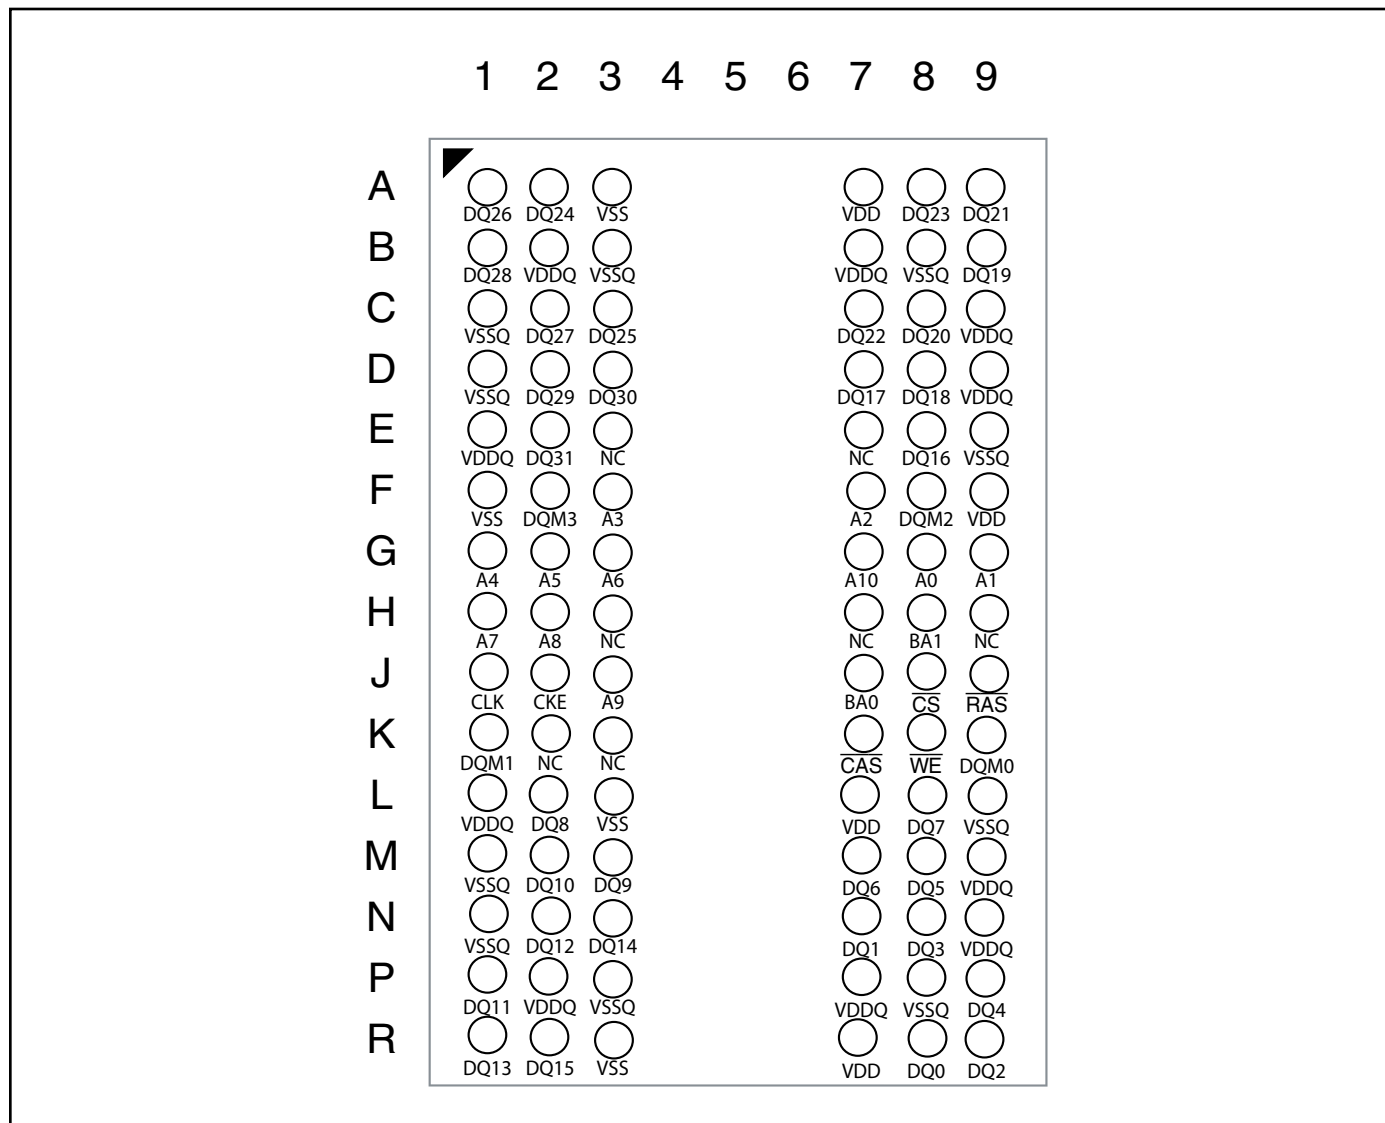 1 2 3 4 5 6 7 8 9
A
DQ26 DQ24 VSS VDD DQ23 DQ21
B
DQ28 VDDQ VSSQ VDDQ VSSQ DQ19
C
VSSQ DQ27 DQ25 DQ22 DQ20 VDDQ
D
VSSQ DQ29 DQ30 DQ17 DQ18 VDDQ
E
VDDQ DQ31 NC NC DQ16 VSSQ
F
VSS DQM3 A3 A2 DQM2 VDD
G
A4 A5 A6 A10 A0 A1
H
A7 A8 NC NC BA1 NC
J
CLK CKE A9 BA0 C̅S̅ R̅A̅S̅
K
DQM1 NC NC C̅A̅S̅ W̅E̅ DQM0
L
VDDQ DQ8 VSS VDD DQ7 VSSQ
M
VSSQ DQ10 DQ9 DQ6 DQ5 VDDQ
N
VSSQ DQ12 DQ14 DQ1 DQ3 VDDQ
P
DQ11 VDDQ VSSQ VDDQ VSSQ DQ4
R
DQ13 DQ15 VSS VDD DQ0 DQ2